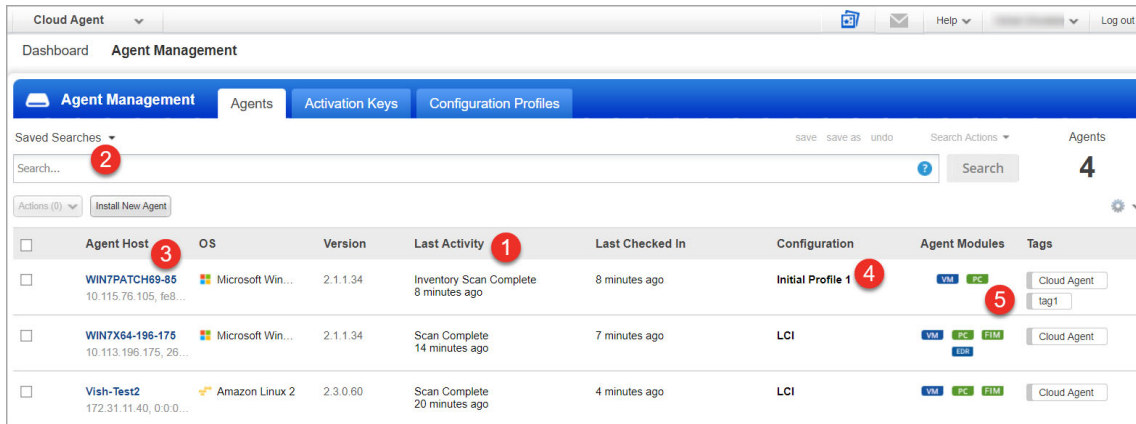 Cloud Agent
Help
Log out
Dashboard Agent Management
Agent Management Agents Activation Keys Configuration Profiles
Saved Searches save save as undo Search Actions Agents
2
Search... ? Search 4
Actions (0) Install New Agent
Agent Host OS Version Last Activity Last Checked In Configuration Agent Modules Tags
3 1
WIN7PATCH69-85 Microsoft Win... 2.1.1.34 Inventory Scan Complete 8 minutes ago Initial Profile 1 4 VM PC Cloud Agent
10.115.76.105, fe8... 8 minutes ago 5 tag1
WIN7X64-196-175 Microsoft Win... 2.1.1.34 Scan Complete 7 minutes ago LCI VM PC FIM Cloud Agent
10.113.196.175, 26... 14 minutes ago EDR
Vish-Test2 Amazon Linux 2 2.3.0.60 Scan Complete 4 minutes ago LCI VM PC FIM Cloud Agent
172.31.11.40, 0:0:0... 20 minutes ago